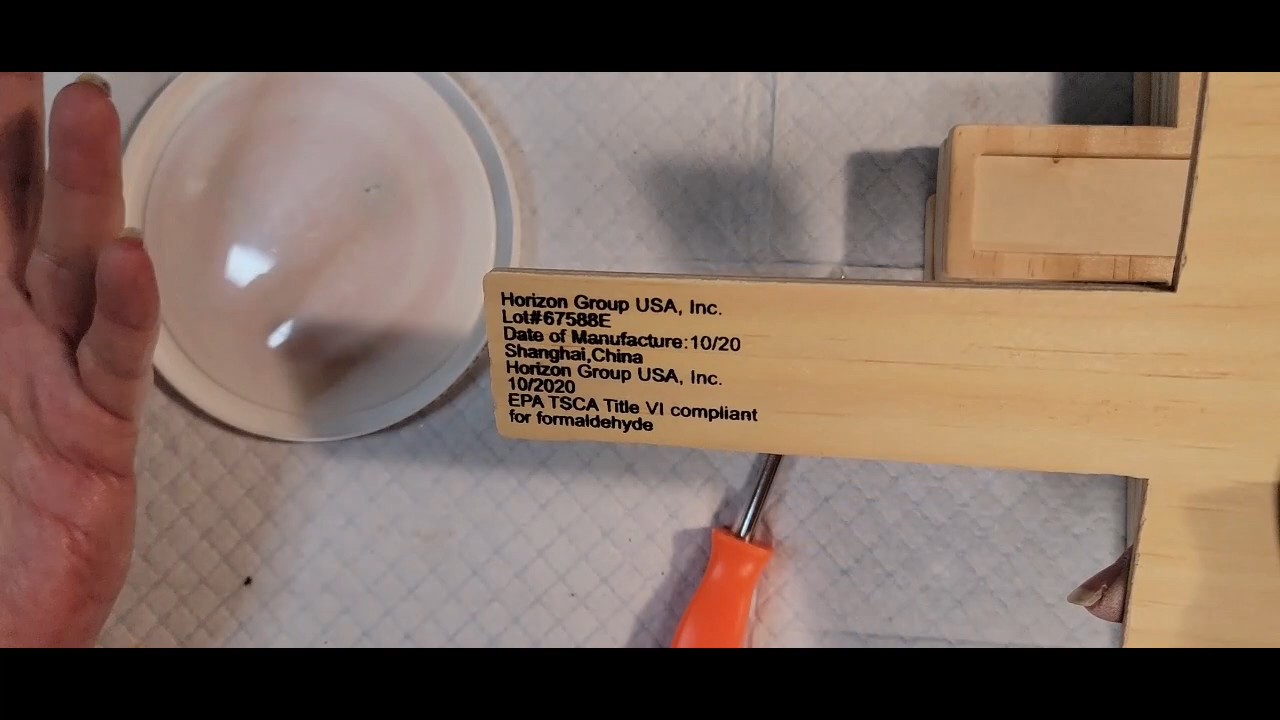 Horizon Group USA, Inc.
Lot#67588E
Date of Manufacture:10/20
Shanghai,China
Horizon Group USA, Inc.
10/2020
EPA TSCA Title VI compliant
for formaldehyde